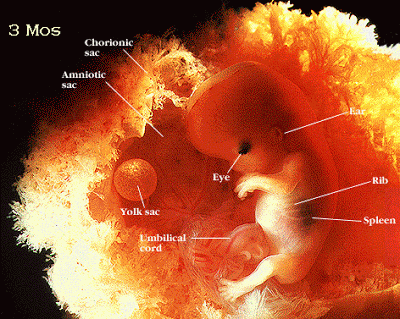 3 Mos
Chorionic
sac
Amniotic
sac
Ear
Eye
Rib
Yolk sac
Spleen
Umbilical
cord